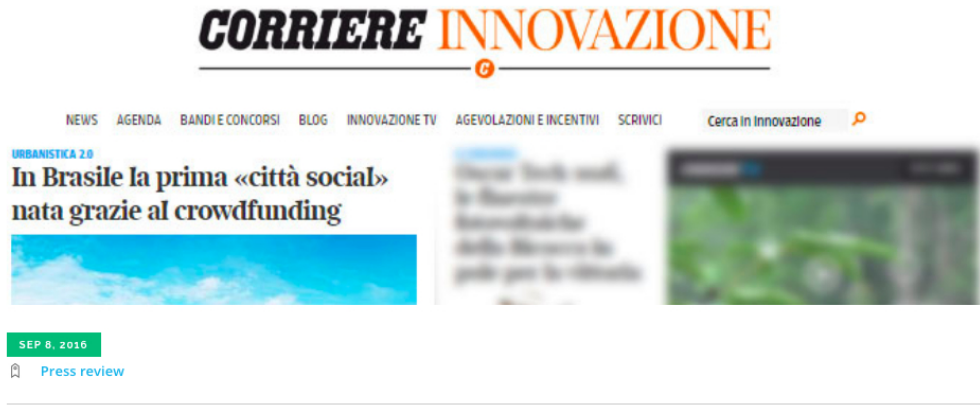 CORRIERE INNOVAZIONE
NEWS AGENDA BANDI E CONCORSI BLOG INNOVAZIONE TV AGEVOLAZIONI E INCENTIVI SCRIVICI Cerca in Innovazione
URBANISTICA 2.0
In Brasile la prima «città social»
nata grazie al crowdfunding
SEP 8, 2016
Press review